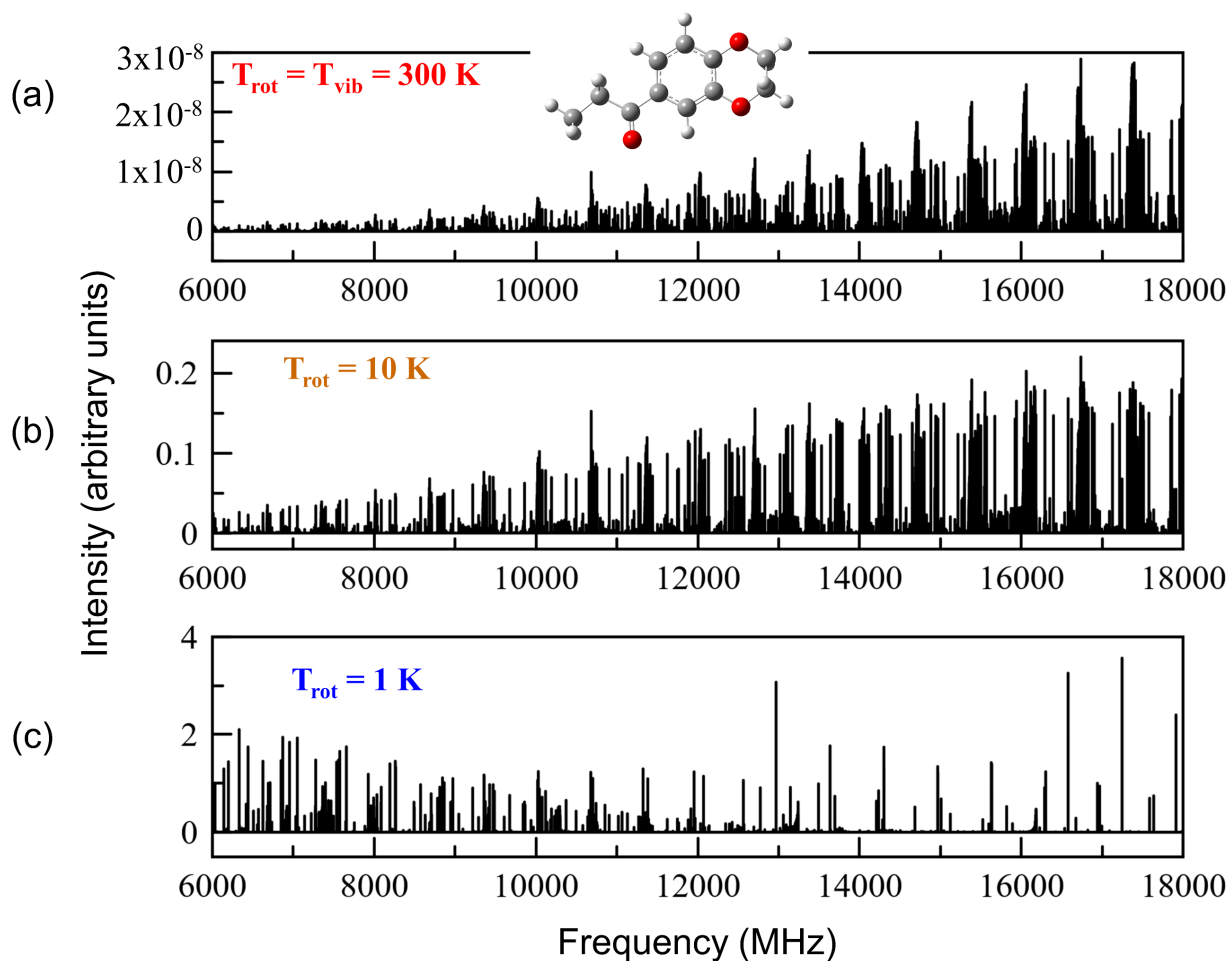 (a)
3x10-8
2x10-8
1x10-8
0
Trot = Tvib = 300 K
6000 8000 10000 12000 14000 16000 18000
(b)
0.2
0.1
0
Trot = 10 K
6000 8000 10000 12000 14000 16000 18000
(c)
4
2
0
Trot = 1 K
6000 8000 10000 12000 14000 16000 18000
Intensity (arbitrary units)
Frequency (MHz)